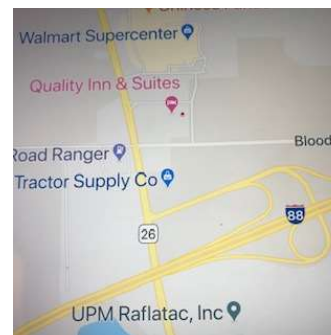 Walmart Supercenter
Quality Inn & Suites
Blood
Road Ranger
Tractor Supply Co
88
26
UPM Raflatac, Inc